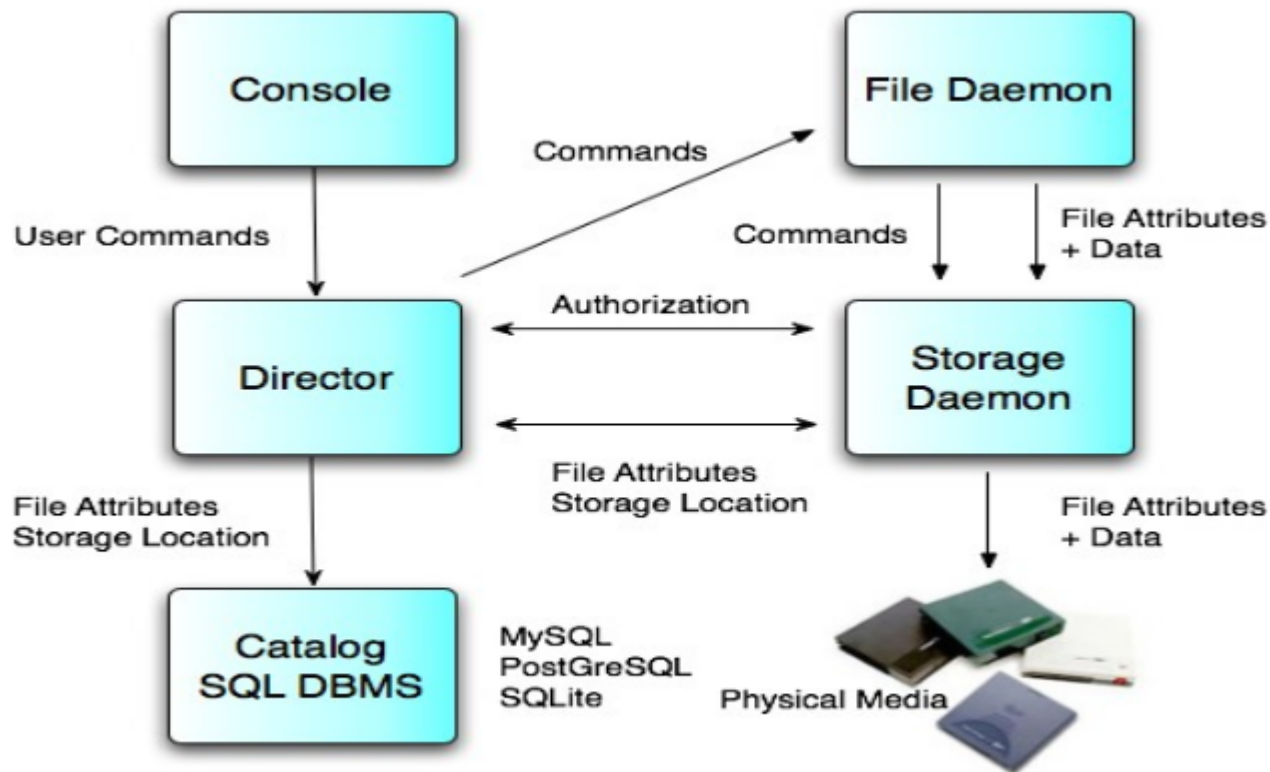 Console
File Daemon
Commands
User Commands
Commands
File Attributes
+ Data
Authorization
Director
Storage
Daemon
File Attributes
Storage Location
File Attributes
Storage Location
File Attributes
+ Data
Catalog
SQL DBMS
MySQL
PostGreSQL
SQLite
Physical Media